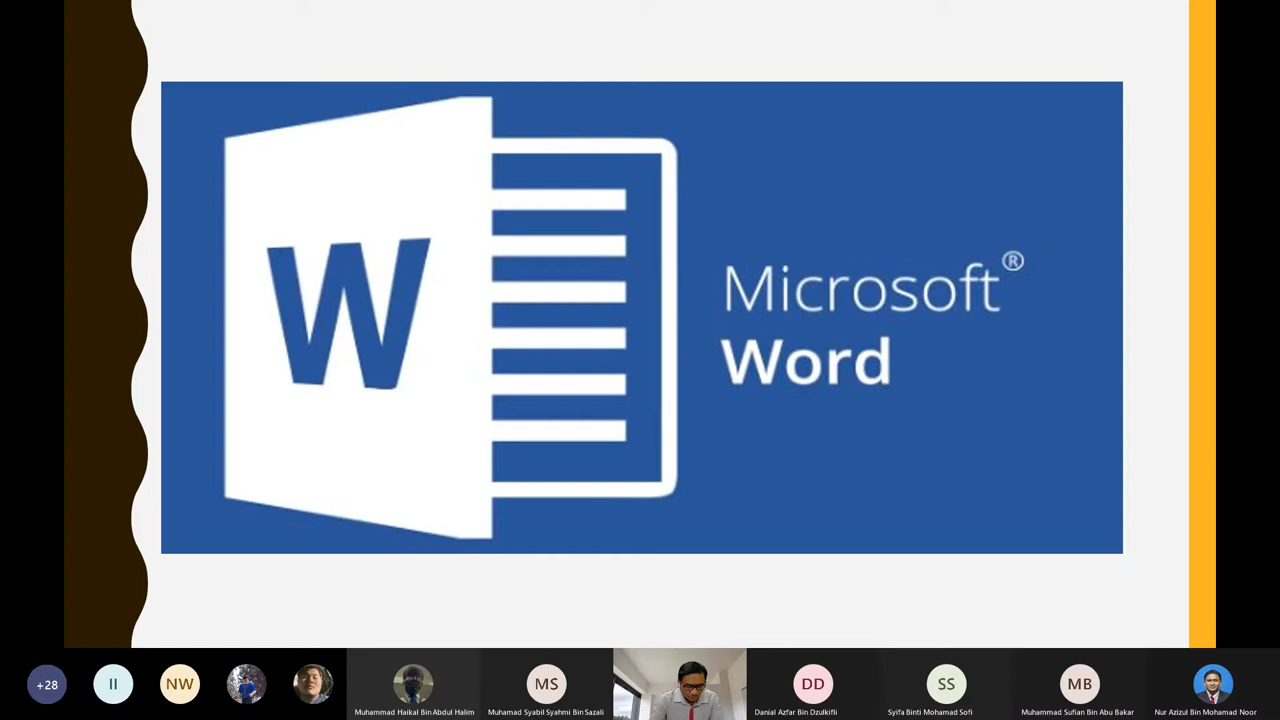 W
Microsoft®
Word
+28
II
NW
Muhammad Haikal Bin Abdul Halim
MS
Muhamad Syabil Syahmi Bin Sazali
DD
Danial Azfar Bin Dzulkifli
SS
Syifa Binti Mohamad Sofi
MB
Muhammad Sufian Bin Abu Bakar
Nur Azizul Bin Mohamad Noor